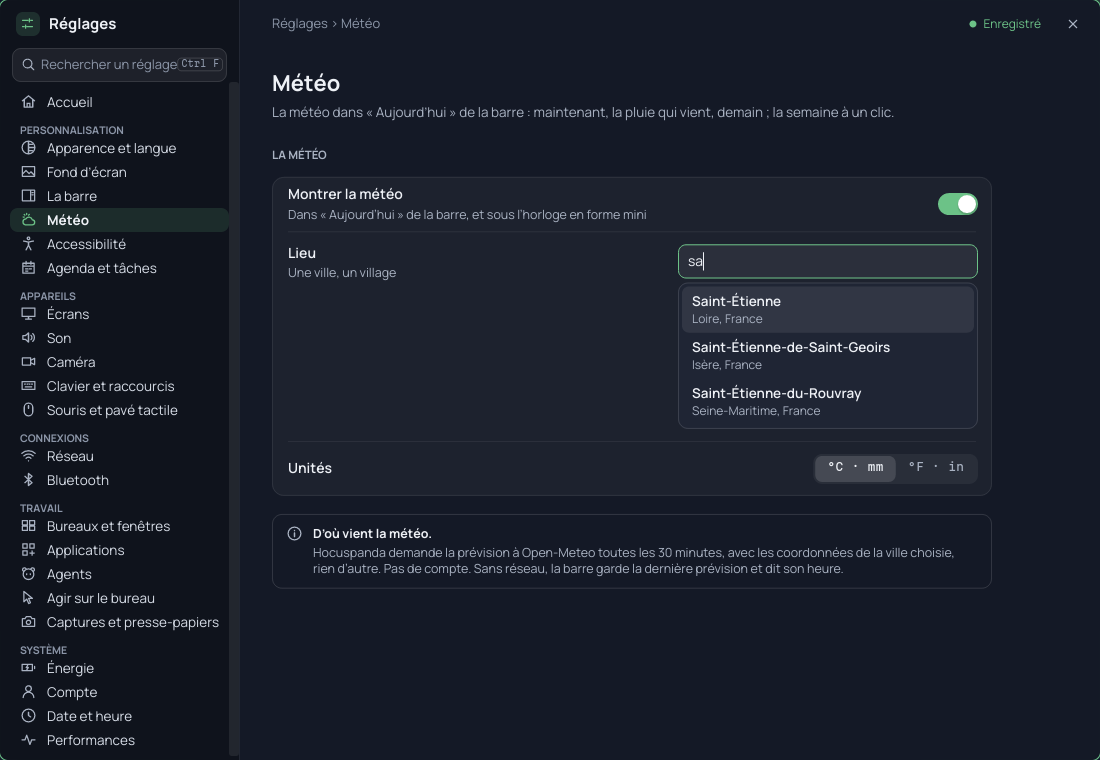 Réglages
Rechercher un réglage Ctrl F
Accueil
PERSONNALISATION
Apparence et langue
Fond d'écran
La barre
Météo
Accessibilité
Agenda et tâches
APPAREILS
Écrans
Son
Caméra
Clavier et raccourcis
Souris et pavé tactile
CONNEXIONS
Réseau
Bluetooth
TRAVAIL
Bureaux et fenêtres
Applications
Agents
Agir sur le bureau
Captures et presse-papiers
SYSTÈME
Énergie
Compte
Date et heure
Performances
Réglages › Météo
Enregistré
Météo
La météo dans « Aujourd'hui » de la barre : maintenant, la pluie qui vient, demain ; la semaine à un clic.
LA MÉTÉO
Montrer la météo
Dans « Aujourd'hui » de la barre, et sous l'horloge en forme mini
Lieu
Une ville, un village
sa
Saint-Étienne
Loire, France
Saint-Étienne-de-Saint-Geoirs
Isère, France
Saint-Étienne-du-Rouvray
Seine-Maritime, France
Unités
°C · mm °F · in
D'où vient la météo.
Hocuspanda demande la prévision à Open-Meteo toutes les 30 minutes, avec les coordonnées de la ville choisie,
rien d'autre. Pas de compte. Sans réseau, la barre garde la dernière prévision et dit son heure.